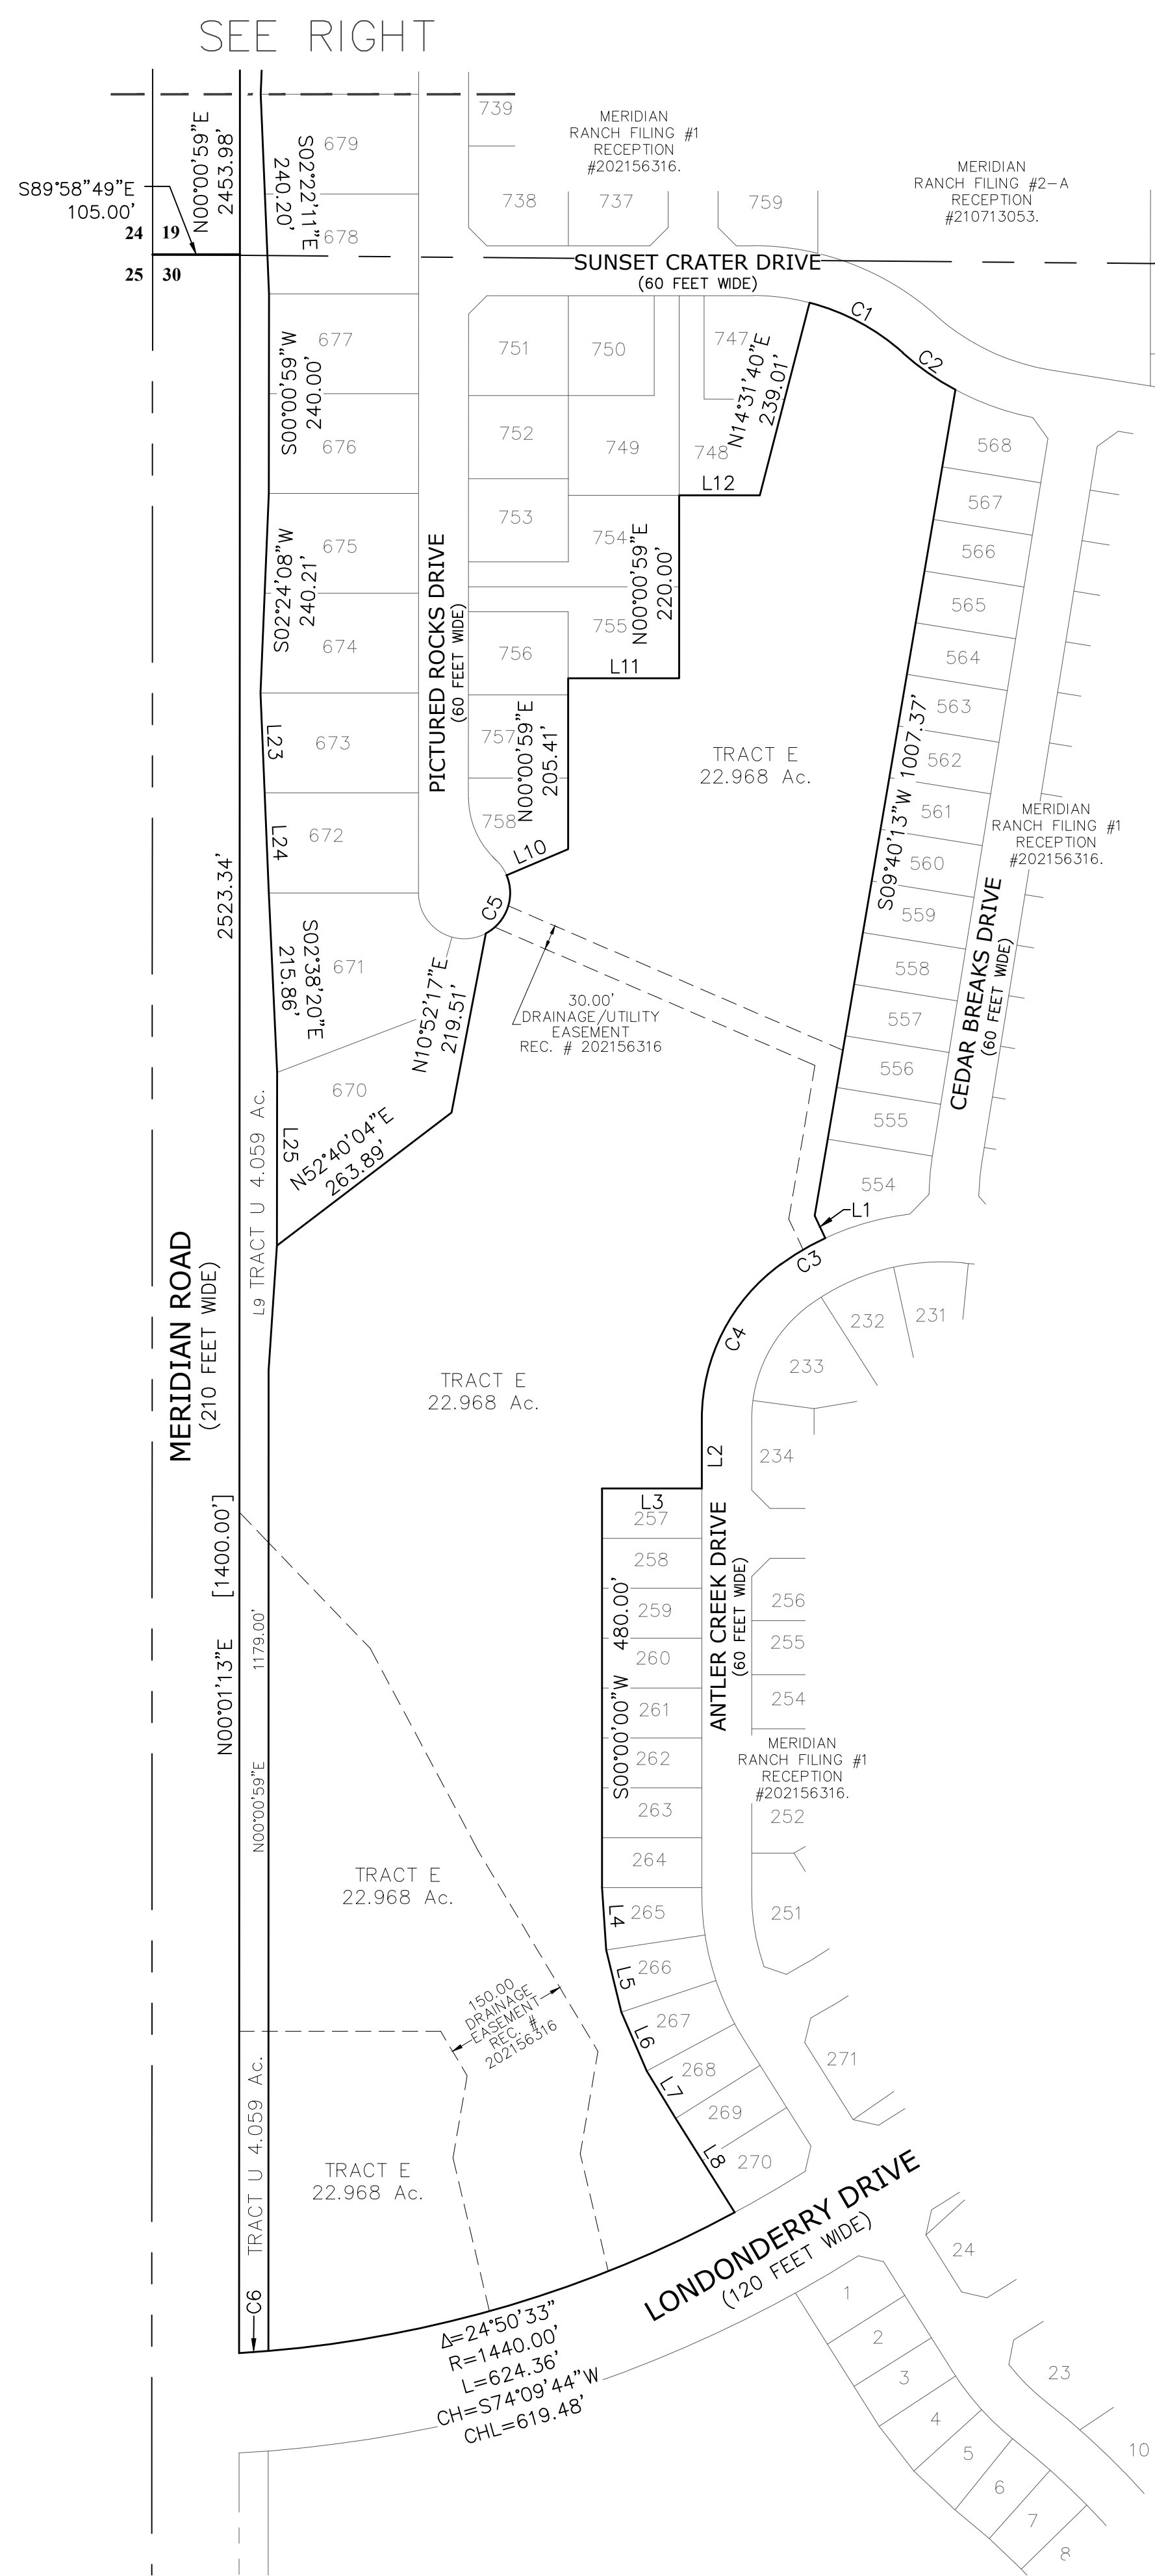 SEE RIGHT
739
MERIDIAN
RANCH FILING #1
RECEPTION
#202156316.
N00°00'59"E
2453.98'
S02°22'11"E
240.20'
679
S89°58"49"E
105.00'
MERIDIAN
RANCH FILING #2-A
RECEPTION
#210713053.
738
737
759
24
19
678
25
30
SUNSET CRATER DRIVE
(60 FEET WIDE)
C1
C2
677
751
750
747
S00°00'59"W
240.00'
N14°31'40"E
239.01'
676
752
749
748
568
L12
567
753
754
675
S02°24'08"W
240.21'
N00°00'59"E
220.00'
566
565
PICTURED ROCKS DRIVE
(60 FEET WIDE)
674
756
755
564
L11
563
L23
673
757
N00°00'59"E
205.41'
TRACT E
22.968 Ac.
562
S09°40'13"W 1007.37'
561
MERIDIAN
RANCH FILING #1
RECEPTION
#202156316.
L24
672
758
L10
560
2523.34'
C5
559
CEDAR BREAKS DRIVE
(60 FEET WIDE)
S02°38'20"E
215.86'
671
558
N10°52'17"E
219.51'
30.00'
DRAINAGE/UTILITY
EASEMENT
REC. # 202156316
557
556
670
555
L25
N52°40'04"E
263.89'
554
L1
L9 TRACT U 4.059 Ac.
C3
MERIDIAN ROAD
(210 FEET WIDE)
C4
232
231
233
TRACT E
22.968 Ac.
L2
234
L3
257
[1400.00']
258
256
259
480.00'
ANTLER CREEK DRIVE
(60 FEET WIDE)
255
N00°01'13"E
1179.00'
260
254
261
S00°00'00"W
262
MERIDIAN
RANCH FILING #1
RECEPTION
#202156316.
N00°00'59"E
263
252
264
TRACT E
22.968 Ac.
L4
265
251
L5
266
150.00
DRAINAGE
EASEMENT
REC. #
202156316
L6
267
268
271
L7
269
L8
270
TRACT U 4.059 Ac.
TRACT E
22.968 Ac.
LONDONDERRY DRIVE
(120 FEET WIDE)
24
C6
1
Δ=24°50'33"
R=1440.00'
L=624.36'
CH=S74°09'44"W
CHL=619.48'
2
3
23
4
5
10
6
7
8